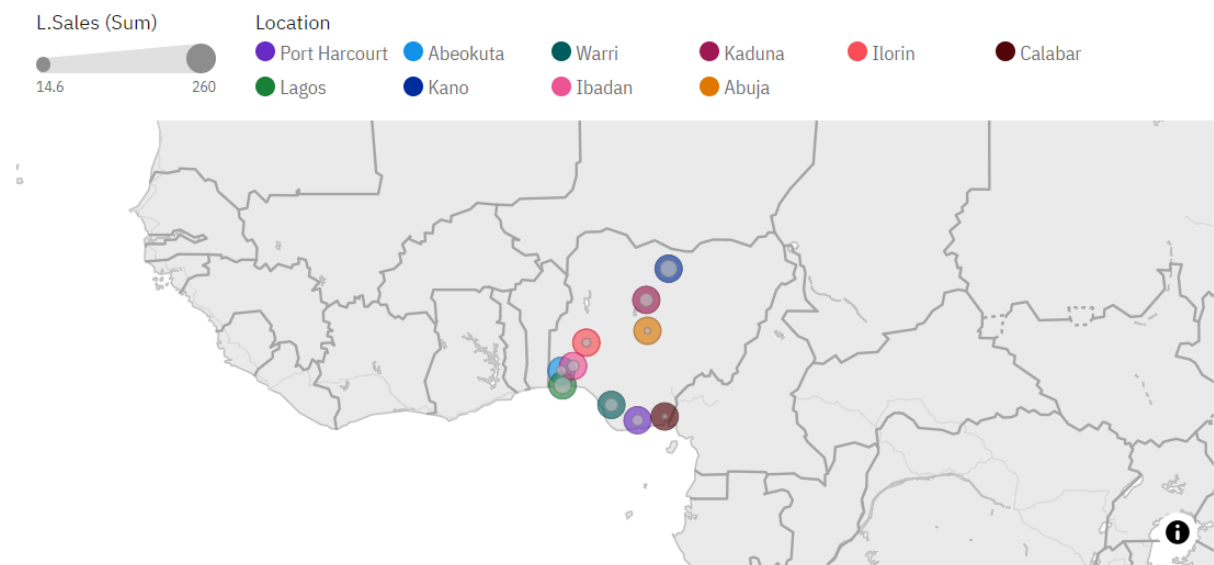 L.Sales (Sum)
14.6 260
Location
Port Harcourt Abeokuta Warri Kaduna Ilorin Calabar
Lagos Kano Ibadan Abuja
i